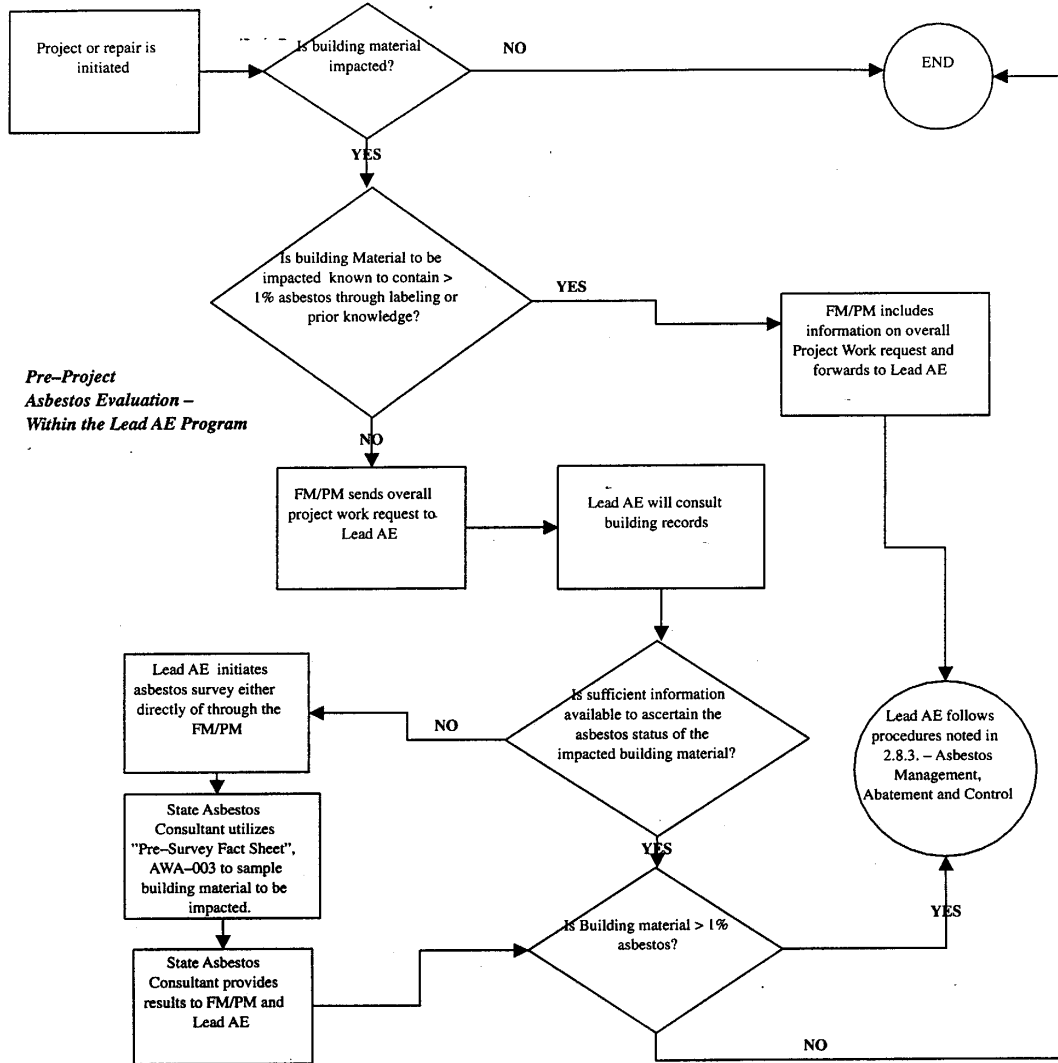 Project or repair is
initiated
Is building material
impacted?
NO
END
YES
Is building Material to be
impacted known to contain >
1% asbestos through labeling or
prior knowledge?
YES
FM/PM includes
information on overall
Project Work request and
forwards to Lead AE
Pre–Project
Asbestos Evaluation –
Within the Lead AE Program
NO
FM/PM sends overall
project work request to
Lead AE
Lead AE will consult
building records
Lead AE initiates
asbestos survey either
directly of through the
FM/PM
NO
Is sufficient information
available to ascertain the
asbestos status of the
impacted building material?
Lead AE follows
procedures noted in
2.8.3. – Asbestos
Management,
Abatement and Control
State Asbestos
Consultant utilizes
"Pre–Survey Fact Sheet",
AWA–003 to sample
building material to be
impacted.
YES
Is Building material > 1%
asbestos?
YES
State Asbestos
Consultant provides
results to FM/PM and
Lead AE
NO